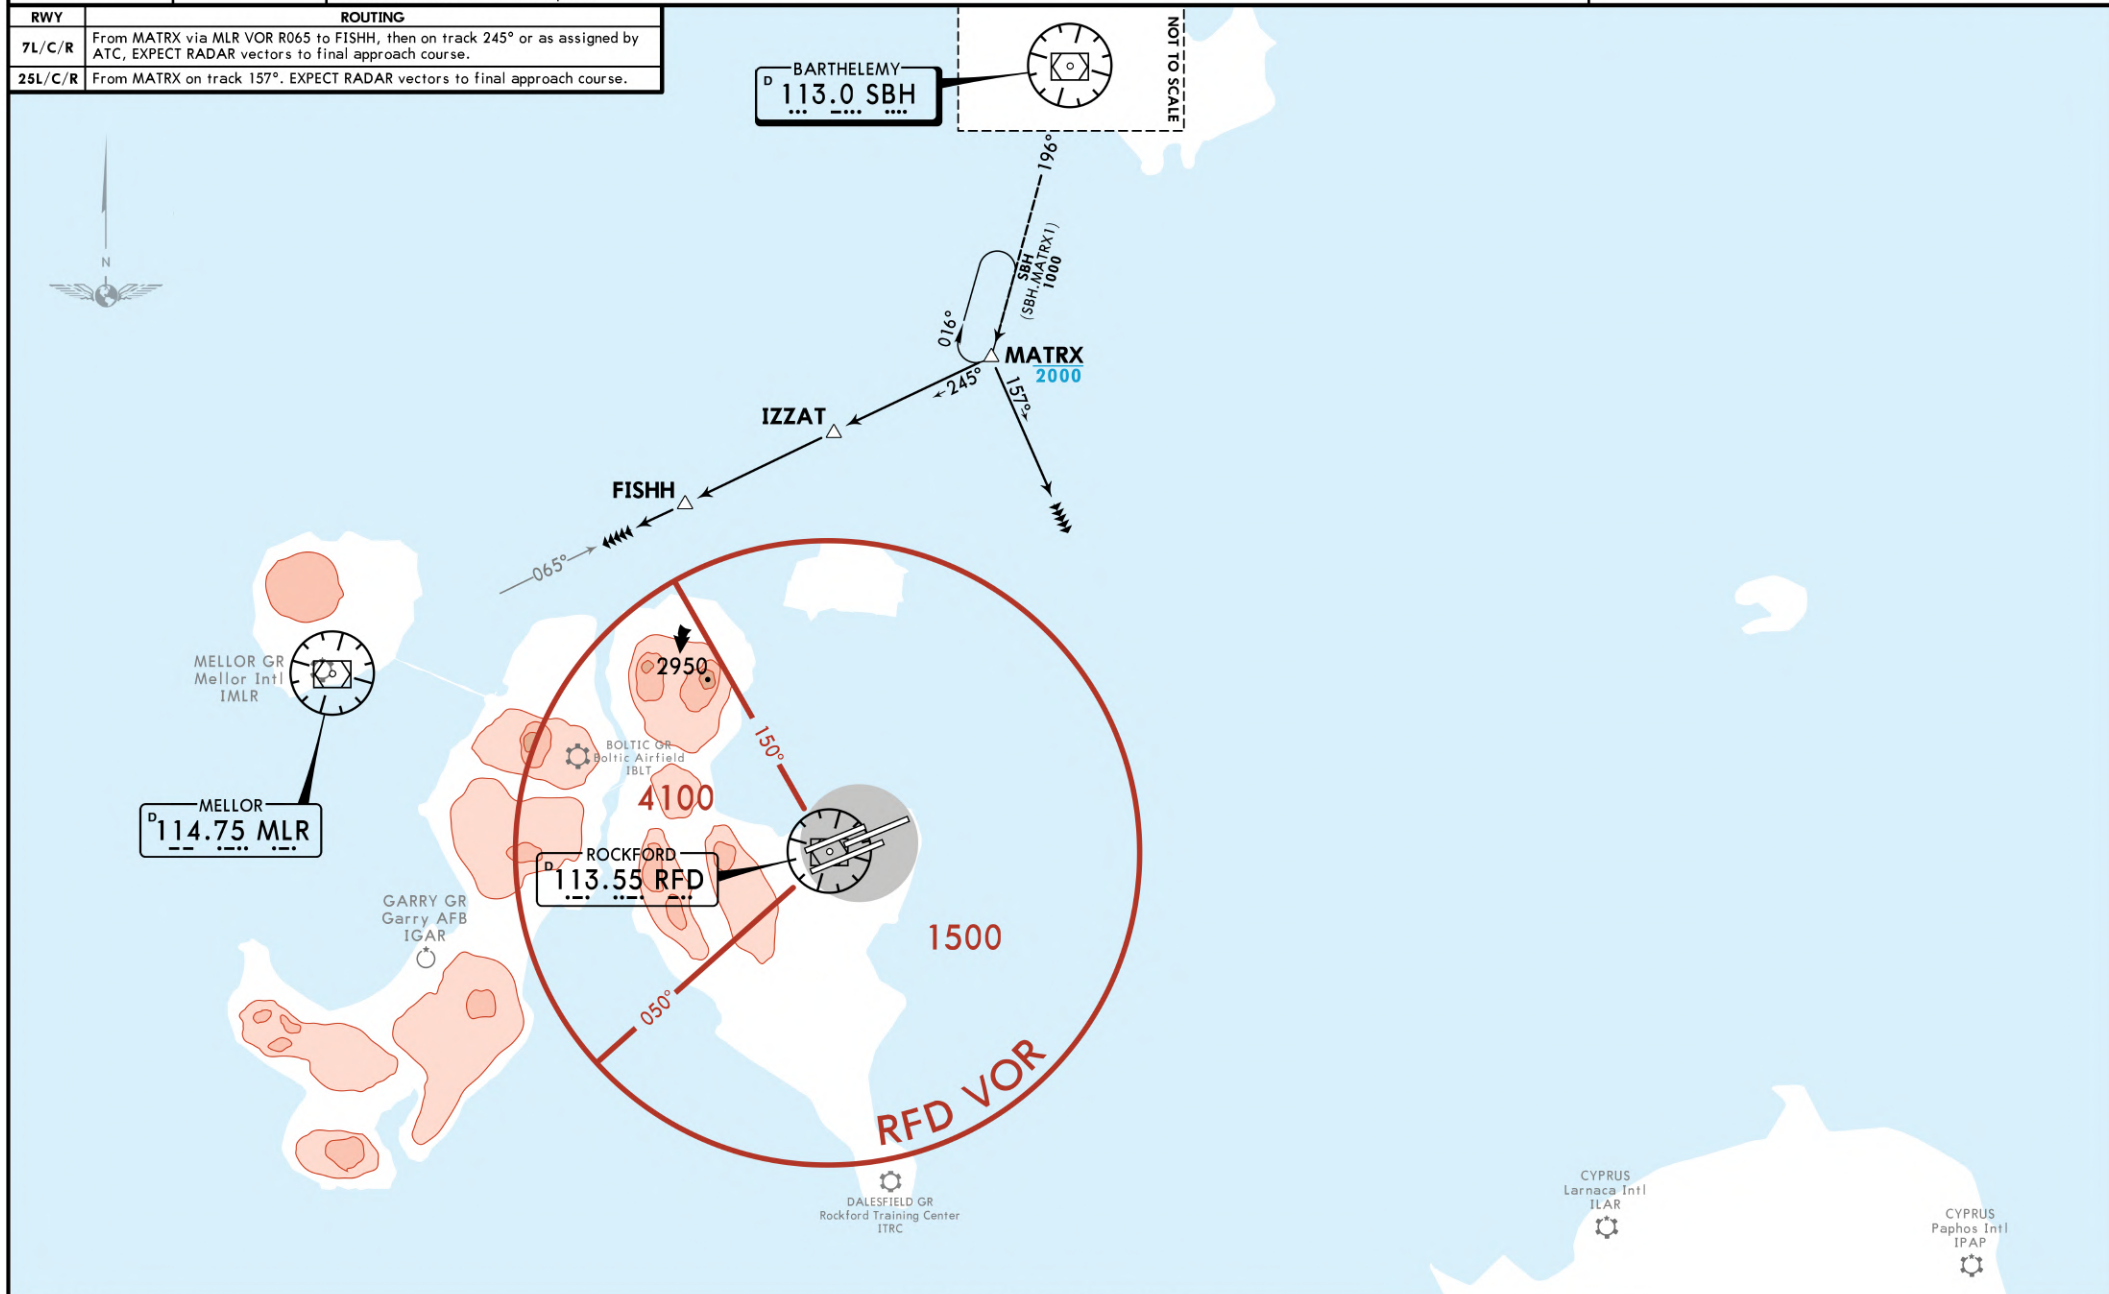 RWY ROUTING
7L/C/R From MATRX via MLR VOR R065 to FISHH, then on track 245° or as assigned by
ATC, EXPECT RADAR vectors to final approach course.
25L/C/R From MATRX on track 157°. EXPECT RADAR vectors to final approach course.
NOT TO SCALE
BARTHELEMY
D 113.0 SBH
196°
N
SBH
(SBH.MATRX1)
1000
016°
MATRX
2000
245°
157°
IZZAT
FISHH
065°
MELLOR GR
Mellor Intl
IMLR
2950
150°
BOLTIC GR
Boltic Airfield
IBLT
4100
MELLOR
D 114.75 MLR
ROCKFORD
D 113.55 RFD
GARRY GR
Garry AFB
IGAR
1500
050°
RFD VOR
DALESFIELD GR
Rockford Training Center
ITRC
CYPRUS
Larnaca Intl
ILAR
CYPRUS
Paphos Intl
IPAP